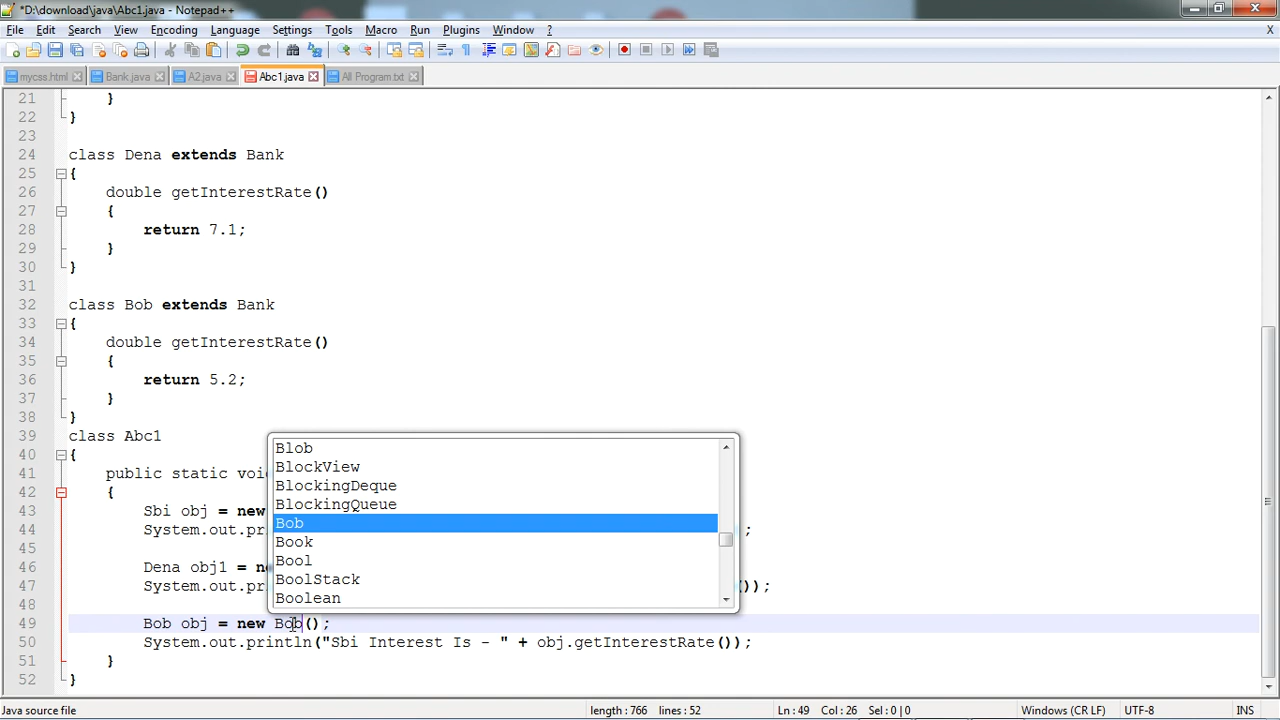 *D:\download\java\Abc1.java - Notepad++
File Edit Search View Encoding Language Settings Tools Macro Run Plugins Window ? X
mycss.html Bank.java A2.java Abc1.java All Program.txt
21 }
22 }
23
24 class Dena extends Bank
25 {
26 double getInterestRate()
27 {
28 return 7.1;
29 }
30 }
31
32 class Bob extends Bank
33 {
34 double getInterestRate()
35 {
36 return 5.2;
37 }
38 }
39 class Abc1
40 {
41 public static voi
42 {
43 Sbi obj = new
44 System.out.pri ;
45
46 Dena obj1 = ne
47 System.out.pri ());
48
49 Bob obj = new Bob();
50 System.out.println("Sbi Interest Is - " + obj.getInterestRate());
51 }
52 }
Blob
BlockView
BlockingDeque
BlockingQueue
Bob
Book
Bool
BoolStack
Boolean
Java source file length : 766 lines : 52 Ln : 49 Col : 26 Sel : 0 | 0 Windows (CR LF) UTF-8 INS